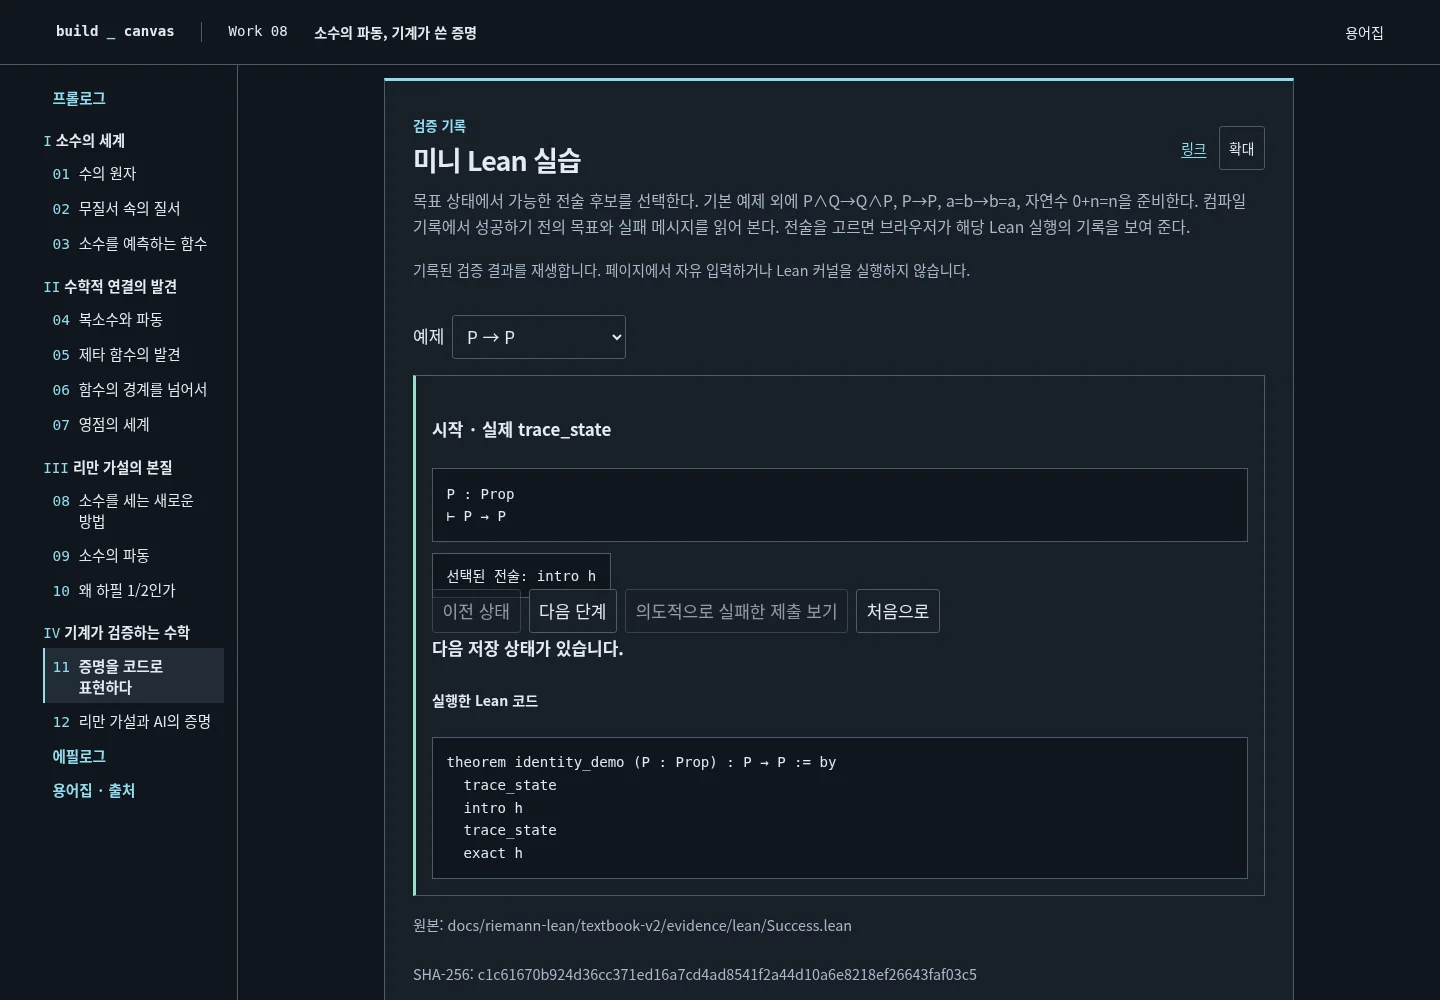 build _ canvas
Work 08
소수의 파동, 기계가 쓴 증명
용어집
프롤로그
I 소수의 세계
01 수의 원자
02 무질서 속의 질서
03 소수를 예측하는 함수
II 수학적 연결의 발견
04 복소수와 파동
05 제타 함수의 발견
06 함수의 경계를 넘어서
07 영점의 세계
III 리만 가설의 본질
08 소수를 세는 새로운
방법
09 소수의 파동
10 왜 하필 1/2인가
IV 기계가 검증하는 수학
11 증명을 코드로
표현하다
12 리만 가설과 AI의 증명
에필로그
용어집 · 출처
검증 기록
미니 Lean 실습
링크
확대
목표 상태에서 가능한 전술 후보를 선택한다. 기본 예제 외에 P∧Q→Q∧P, P→P, a=b→b=a, 자연수 0+n=n을 준비한다. 컴파일
기록에서 성공하기 전의 목표와 실패 메시지를 읽어 본다. 전술을 고르면 브라우저가 해당 Lean 실행의 기록을 보여 준다.
기록된 검증 결과를 재생합니다. 페이지에서 자유 입력하거나 Lean 커널을 실행하지 않습니다.
예제 P → P
시작 · 실제 trace_state
P : Prop
⊢ P → P
선택된 전술: intro h
이전 상태 다음 단계 의도적으로 실패한 제출 보기 처음으로
다음 저장 상태가 있습니다.
실행한 Lean 코드
theorem identity_demo (P : Prop) : P → P := by
  trace_state
  intro h
  trace_state
  exact h
원본: docs/riemann-lean/textbook-v2/evidence/lean/Success.lean
SHA-256: c1c61670b924d36cc371ed16a7cd4ad8541f2a44d10a6e8218ef26643faf03c5